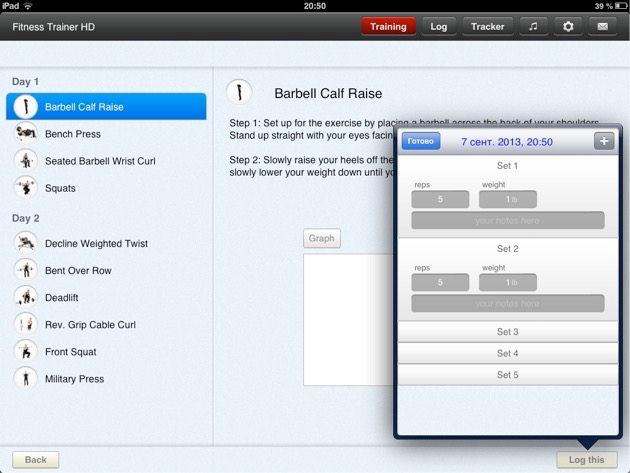 iPad
20:50
39 %
Fitness Trainer HD
Training
Log
Tracker
Day 1
Barbell Calf Raise
Bench Press
Seated Barbell Wrist Curl
Squats
Day 2
Decline Weighted Twist
Bent Over Row
Deadlift
Rev. Grip Cable Curl
Front Squat
Military Press
Back
Barbell Calf Raise
Step 1: Set up for the exercise by placing a barbell across the back of your shoulders.
Stand up straight with your eyes facin
Step 2: Slowly raise your heels off the
slowly lower your weight down until yo
Graph
Готово
7 сент. 2013, 20:50
+
Set 1
reps weight
5 1 lb
your notes here
Set 2
reps weight
5 1 lb
your notes here
Set 3
Set 4
Set 5
Log this